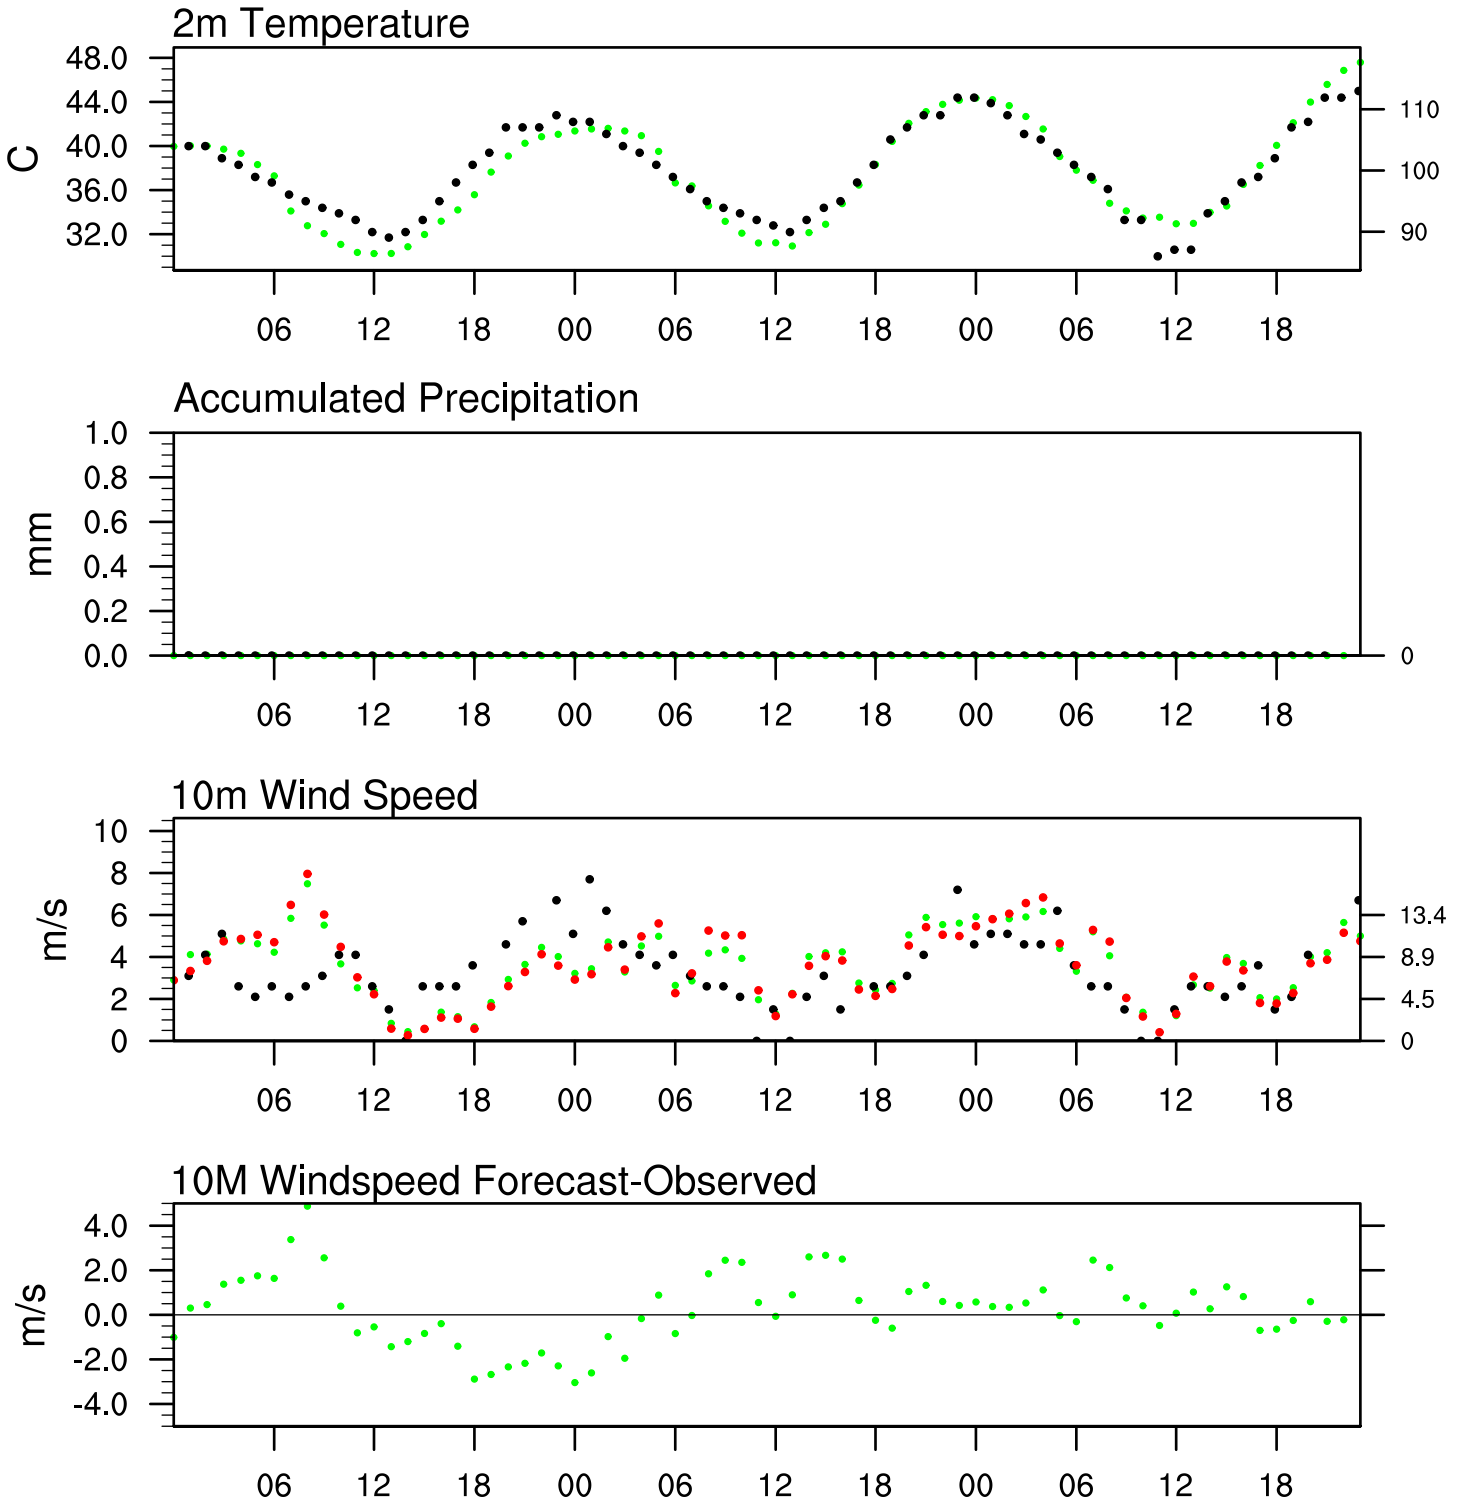 2m Temperature
48.0
44.0
40.0
36.0
32.0
C
110
100
90
06 12 18 00 06 12 18 00 06 12 18
Accumulated Precipitation
1.0
0.8
0.6
0.4
0.2
0.0
mm
0
06 12 18 00 06 12 18 00 06 12 18
10m Wind Speed
10
8
6
4
2
0
m/s
13.4
8.9
4.5
0
06 12 18 00 06 12 18 00 06 12 18
10M Windspeed Forecast-Observed
4.0
2.0
0.0
-2.0
-4.0
m/s
06 12 18 00 06 12 18 00 06 12 18